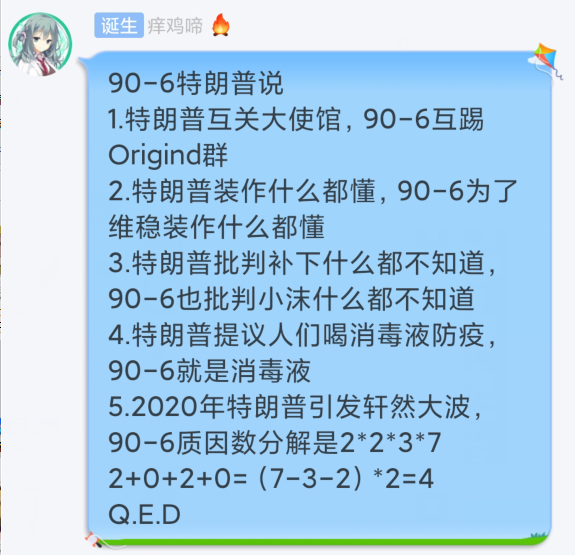 诞生 痒鸡啼
90-6特朗普说
1.特朗普互关大使馆，90-6互踢
Origind群
2.特朗普装作什么都懂，90-6为了
维稳装作什么都懂
3.特朗普批判补下什么都不知道，
90-6也批判小沫什么都不知道
4.特朗普提议人们喝消毒液防疫，
90-6就是消毒液
5.2020年特朗普引发轩然大波，
90-6质因数分解是2*2*3*7
2+0+2+0=（7-3-2）*2=4
Q.E.D